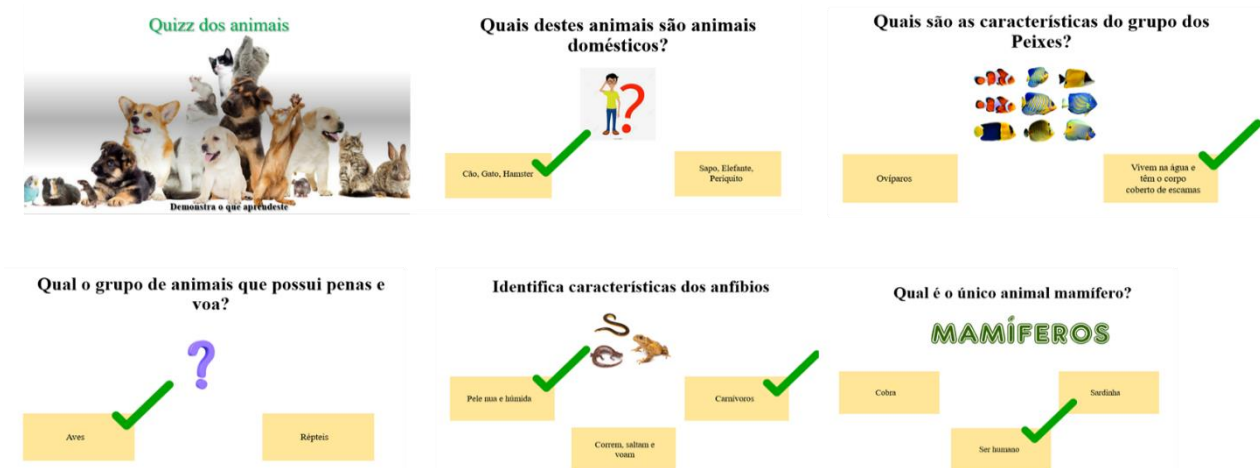 Quizz dos animais
Demonstra o que aprendeste
Quais destes animais são animais
domésticos?
Cão, Gato, Hamster
Sapo, Elefante,
Periquito
Quais são as características do grupo dos
Peixes?
Ovíparos
Vivem na água e
têm o corpo
coberto de escamas
Qual o grupo de animais que possui penas e
voa?
?
Aves
Répteis
Identifica características dos anfíbios
Pele nua e húmida
Carnívoros
Correm, saltam e
voam
Qual é o único animal mamífero?
MAMÍFEROS
Cobra
Sardinha
Ser humano